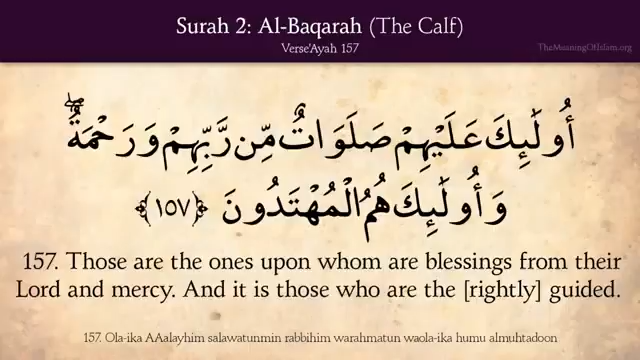 Surah 2: Al-Baqarah (The Calf)
Verse'Ayah 157
TheMeaningOfIslam.org
أُو۟لَٰٓئِكَ عَلَيْهِمْ صَلَوَاتٌ مِّن رَّبِّهِمْ وَرَحْمَةٌ ۖ
وَأُو۟لَٰٓئِكَ هُمُ الْمُهْتَدُونَ ﴿١٥٧﴾
157. Those are the ones upon whom are blessings from their
Lord and mercy. And it is those who are the [rightly] guided.
157. Ola-ika AAalayhim salawatunmin rabbihim warahmatun waola-ika humu almuhtadoon